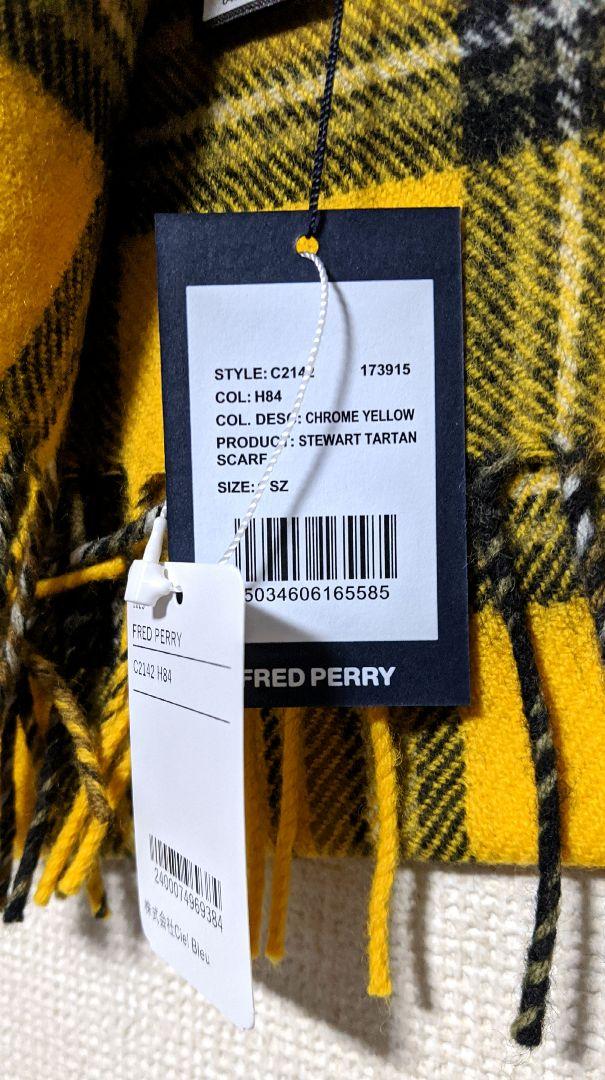 STYLE: C2142 173915
COL: H84
COL. DESC: CHROME YELLOW
PRODUCT: STEWART TARTAN
SCARF
SIZE: SZ
5034606165585
FRED PERRY
FRED PERRY
C2142 H84
2400074969384
株式会社Ciel Bleu